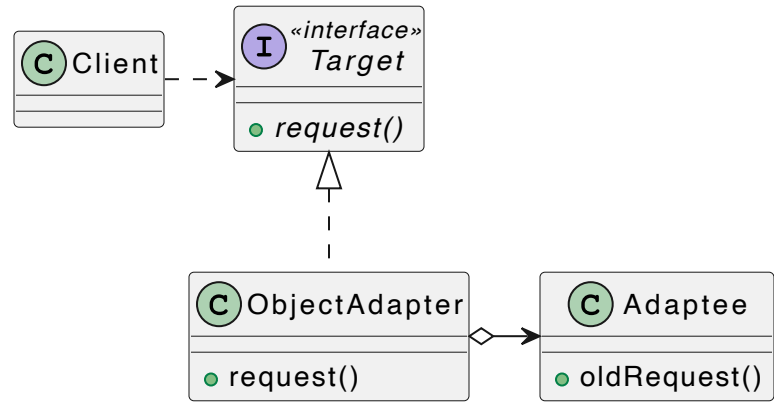 C Client
I «interface»
Target
request()
C ObjectAdapter
request()
C Adaptee
oldRequest()